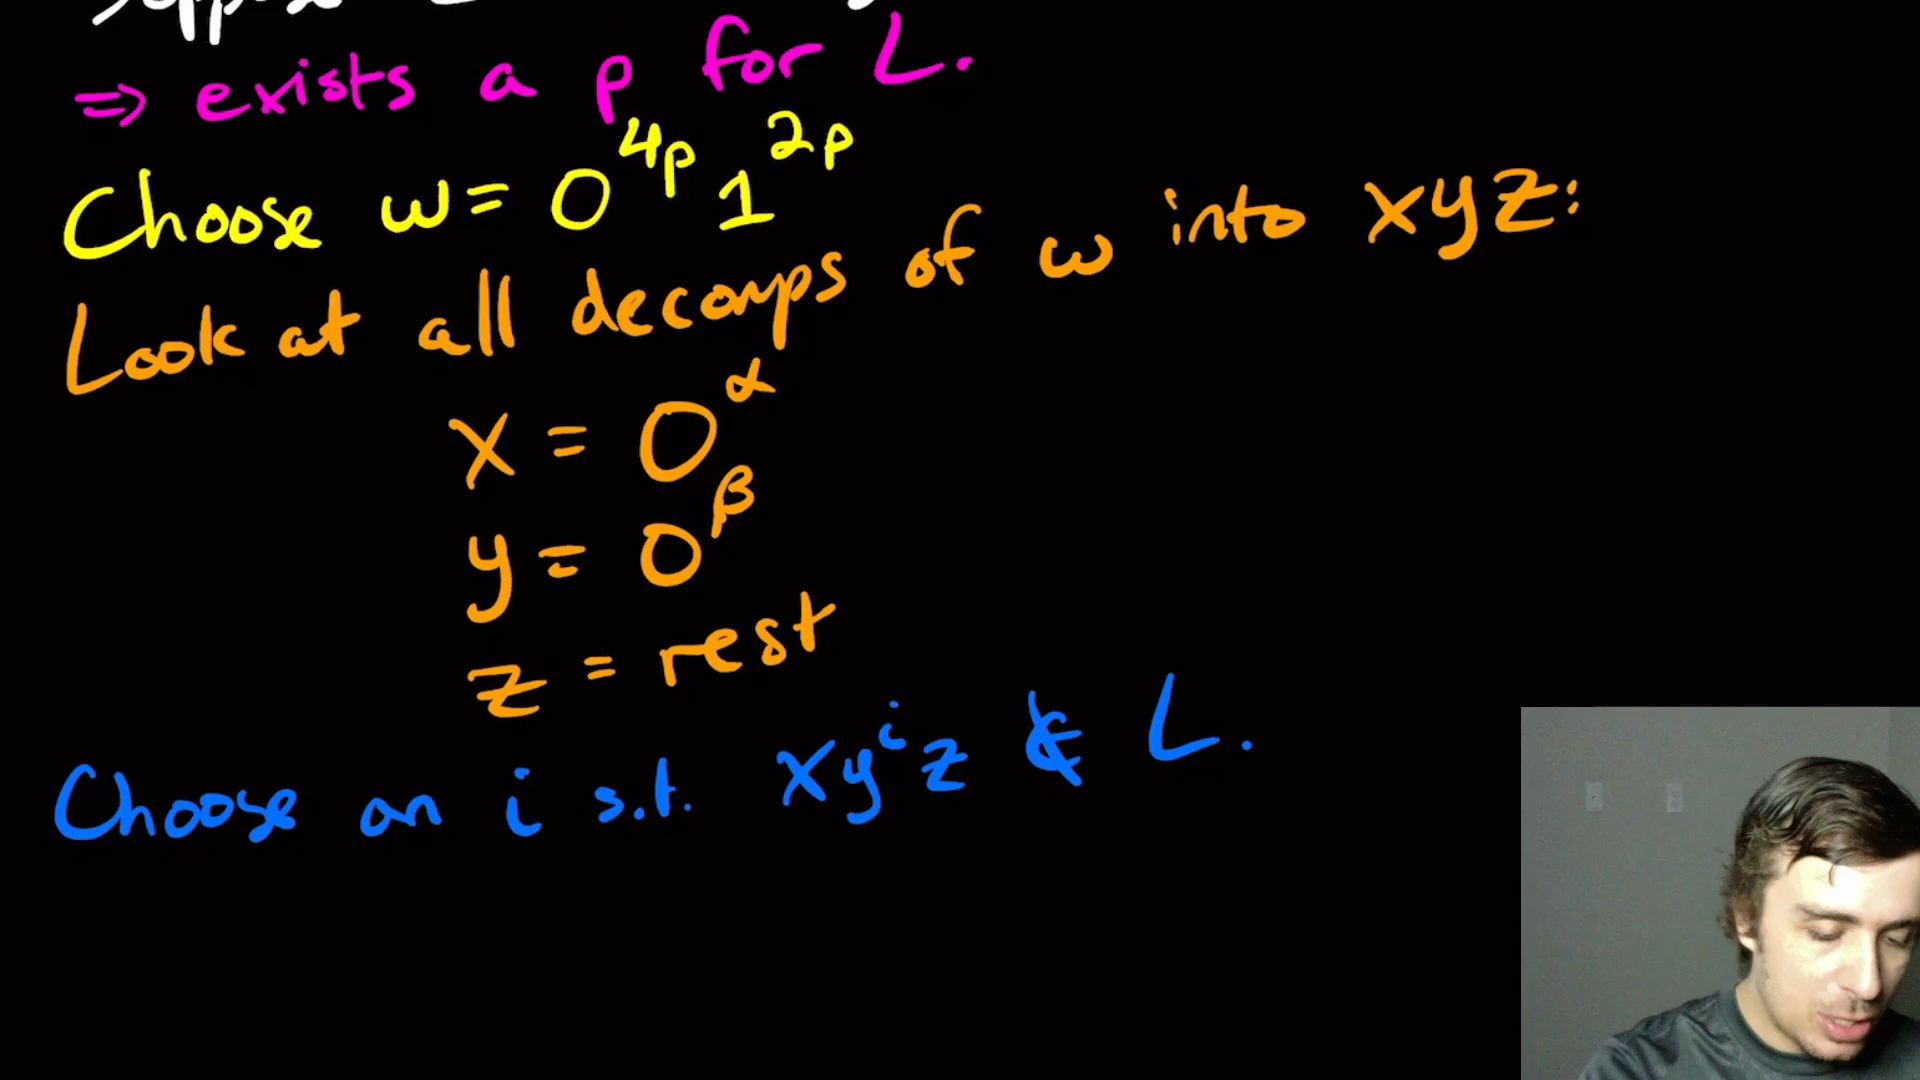 ⇒ exists a p for L.
Choose w = 0^{4p} 1^{2p}
Look at all decomps of w into xyz:
x = 0^α
y = 0^β
z = rest
Choose an i s.t. xy^i z ∉ L.